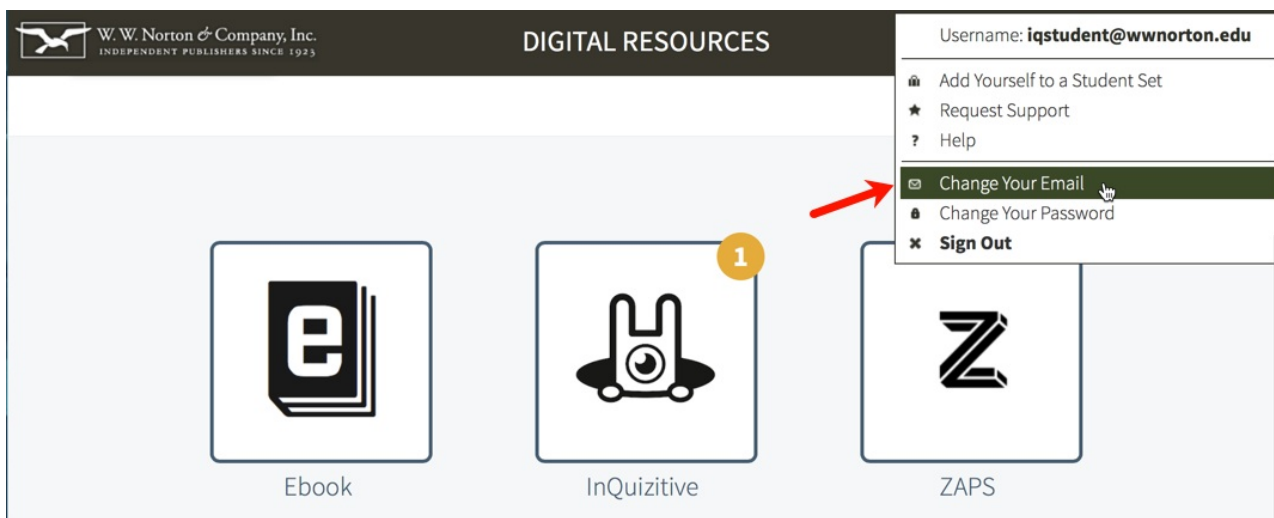 W. W. Norton & Company, Inc.
INDEPENDENT PUBLISHERS SINCE 1923
DIGITAL RESOURCES
Username: iqstudent@wwnorton.edu
Add Yourself to a Student Set
Request Support
? Help
Change Your Email
Change Your Password
Sign Out
1
e
Z
Ebook
InQuizitive
ZAPS